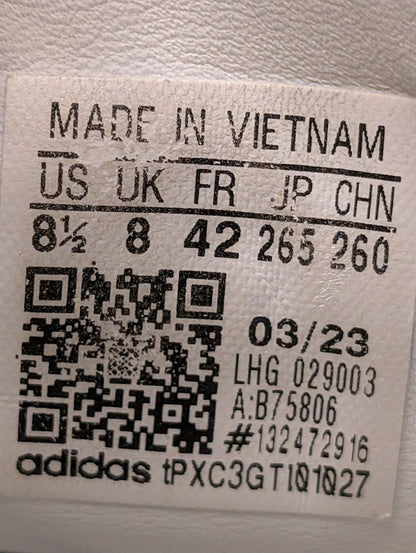 MADE IN VIETNAM
US UK FR JP CHN
8½ 8 42 265 260
03/23
LHG 029003
A:B75806
#132472916
adidas tPXC3GTI01027